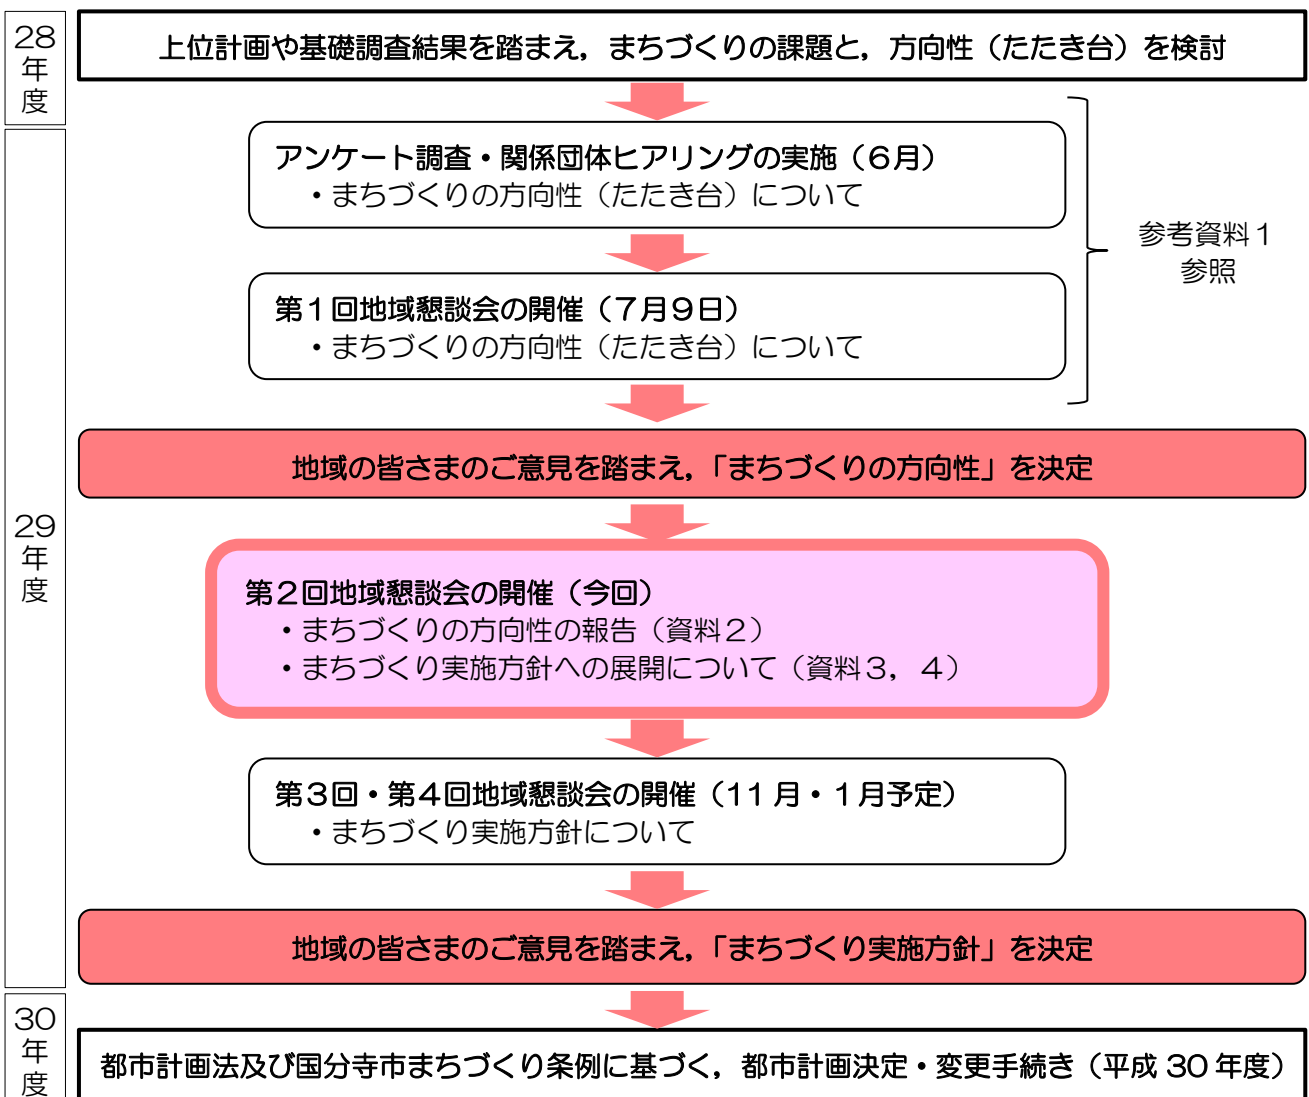 28
年
度
上位計画や基礎調査結果を踏まえ，まちづくりの課題と，方向性（たたき台）を検討
29
年
度
アンケート調査・関係団体ヒアリングの実施（６月）
・まちづくりの方向性（たたき台）について
参考資料１
参照
第１回地域懇談会の開催（７月９日）
・まちづくりの方向性（たたき台）について
地域の皆さまのご意見を踏まえ，「まちづくりの方向性」を決定
第２回地域懇談会の開催（今回）
・まちづくりの方向性の報告（資料２）
・まちづくり実施方針への展開について（資料３，４）
第３回・第４回地域懇談会の開催（11 月・１月予定）
・まちづくり実施方針について
地域の皆さまのご意見を踏まえ，「まちづくり実施方針」を決定
30
年
度
都市計画法及び国分寺市まちづくり条例に基づく，都市計画決定・変更手続き（平成 30 年度）